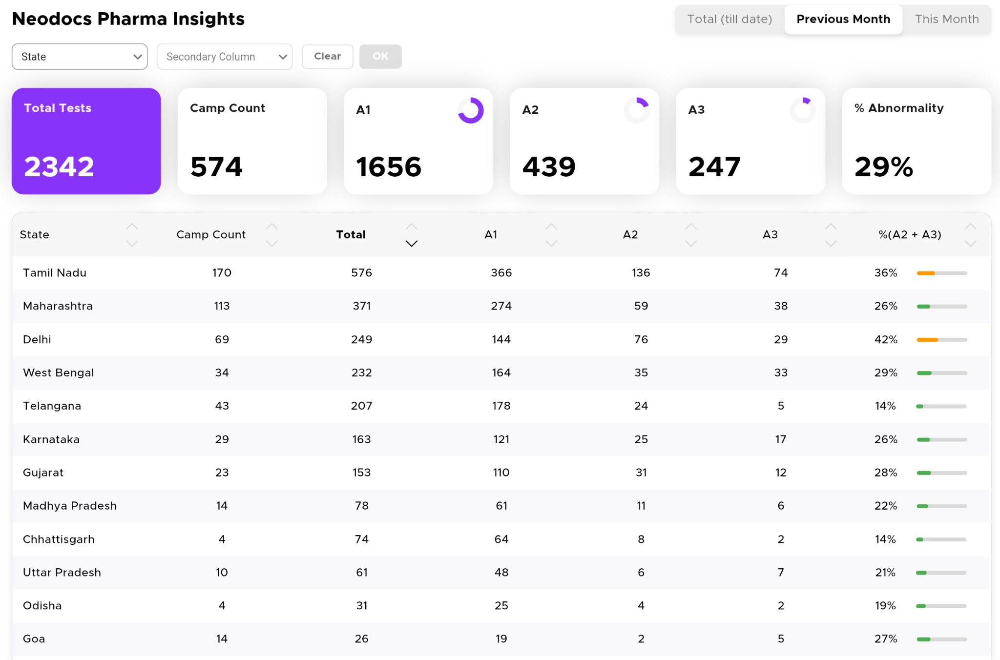 Neodocs Pharma Insights
Total (till date) Previous Month This Month
State Secondary Column Clear OK
Total Tests Camp Count A1 A2 A3 % Abnormality
2342 574 1656 439 247 29%
State Camp Count Total A1 A2 A3 %(A2 + A3)
Tamil Nadu 170 576 366 136 74 36%
Maharashtra 113 371 274 59 38 26%
Delhi 69 249 144 76 29 42%
West Bengal 34 232 164 35 33 29%
Telangana 43 207 178 24 5 14%
Karnataka 29 163 121 25 17 26%
Gujarat 23 153 110 31 12 28%
Madhya Pradesh 14 78 61 11 6 22%
Chhattisgarh 4 74 64 8 2 14%
Uttar Pradesh 10 61 48 6 7 21%
Odisha 4 31 25 4 2 19%
Goa 14 26 19 2 5 27%